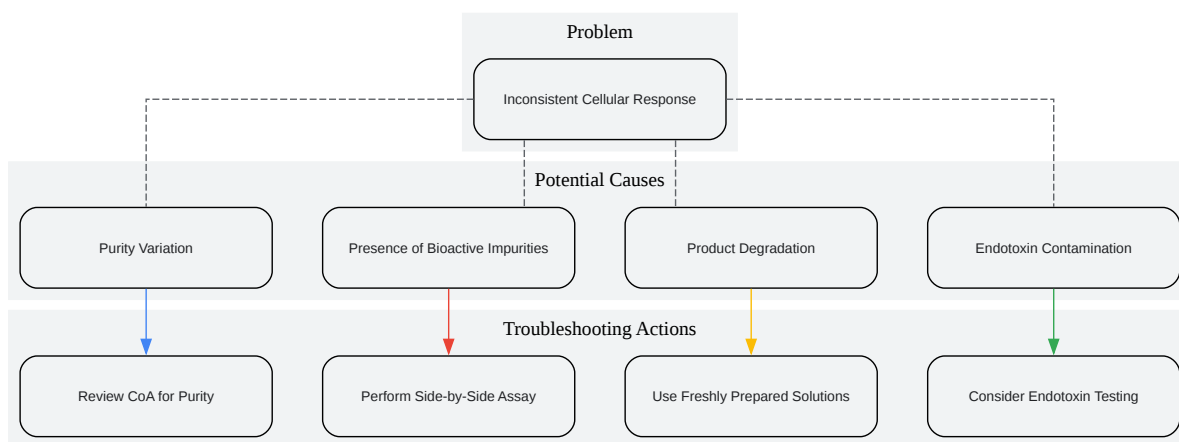 Problem
Inconsistent Cellular Response
Potential Causes
Purity Variation
Presence of Bioactive Impurities
Product Degradation
Endotoxin Contamination
Troubleshooting Actions
Review CoA for Purity
Perform Side-by-Side Assay
Use Freshly Prepared Solutions
Consider Endotoxin Testing